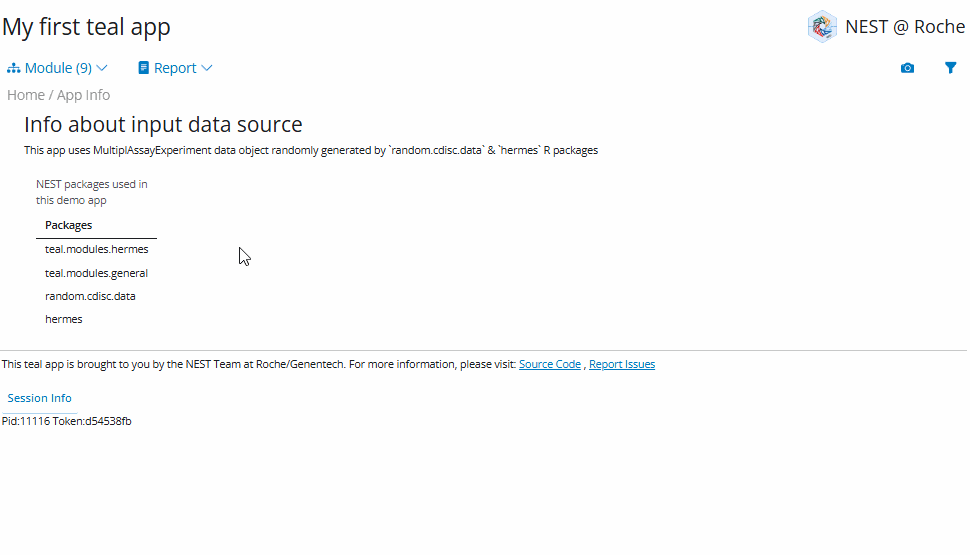 My first teal app
NEST @ Roche
Module (9)
Report
Home / App Info
Info about input data source
This app uses MultiplAssayExperiment data object randomly generated by `random.cdisc.data` & `hermes` R packages
NEST packages used in
this demo app
Packages
teal.modules.hermes
teal.modules.general
random.cdisc.data
hermes
This teal app is brought to you by the NEST Team at Roche/Genentech. For more information, please visit: Source Code , Report Issues
Session Info
Pid:11116 Token:d54538fb